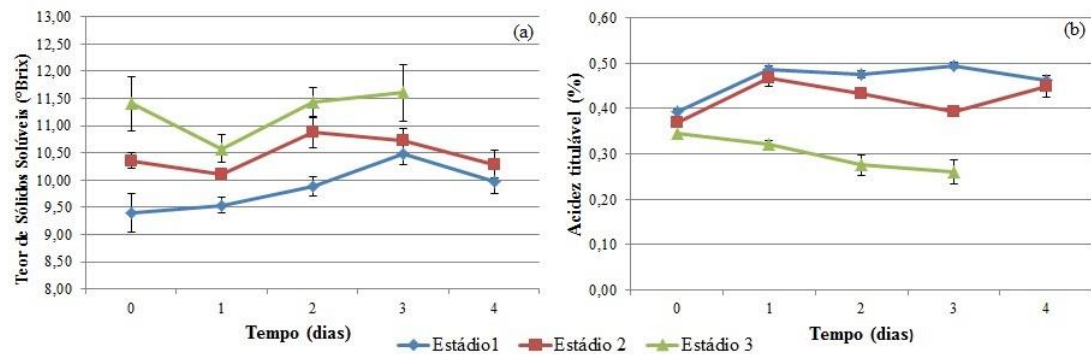 (a)
Teor de Sólidos Solúveis (ºBrix)
13,00
12,50
12,00
11,50
11,00
10,50
10,00
9,50
9,00
8,50
8,00
0 1 2 3 4
Tempo (dias)
(b)
Acidez titulável (%)
0,60
0,50
0,40
0,30
0,20
0,10
0,00
0 1 2 3 4
Tempo (dias)
Estádio1 Estádio 2 Estádio 3